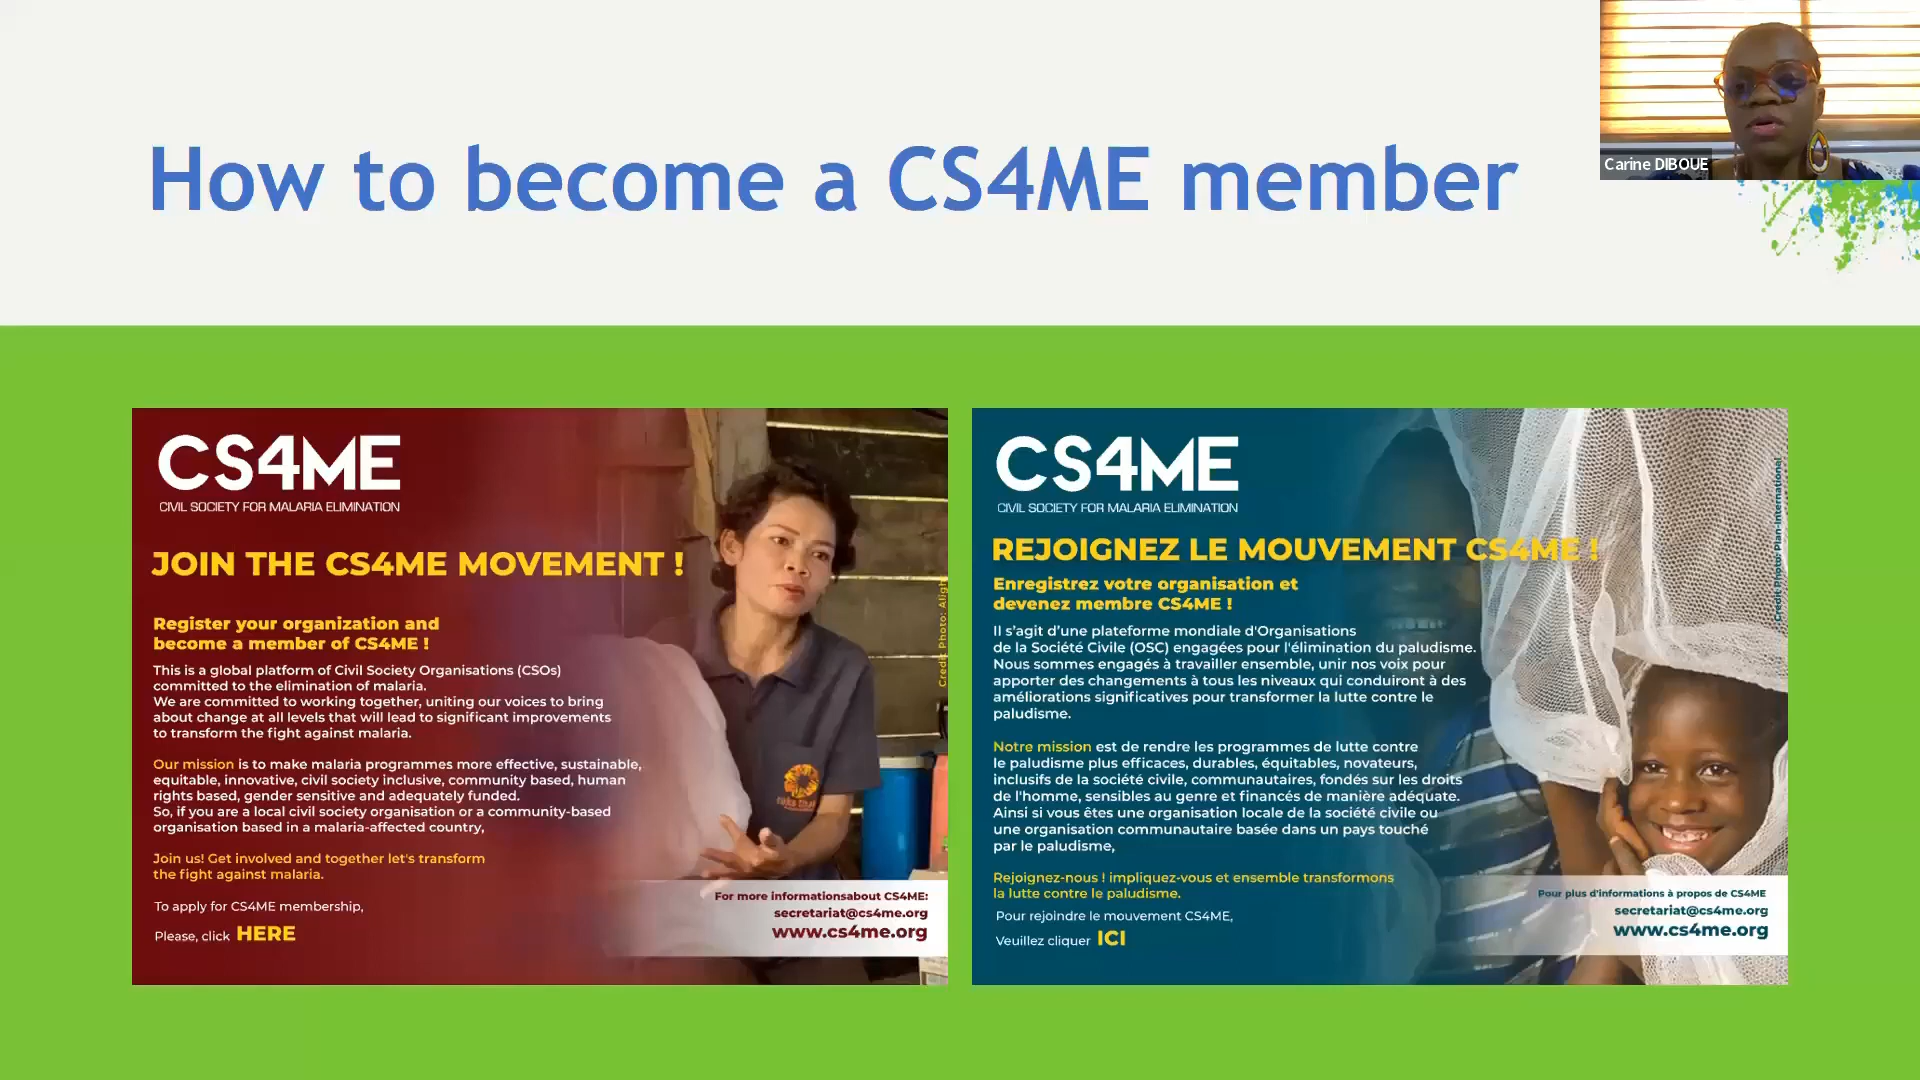 How to become a CS4ME member
Carine DIBOUE
CS4ME
CIVIL SOCIETY FOR MALARIA ELIMINATION
JOIN THE CS4ME MOVEMENT !
Register your organization and
become a member of CS4ME !
This is a global platform of Civil Society Organisations (CSOs)
committed to the elimination of malaria.
We are committed to working together, uniting our voices to bring
about change at all levels that will lead to significant improvements
to transform the fight against malaria.
Our mission is to make malaria programmes more effective, sustainable,
equitable, innovative, civil society inclusive, community based, human
rights based, gender sensitive and adequately funded.
So, if you are a local civil society organisation or a community-based
organisation based in a malaria-affected country,
Join us! Get involved and together let's transform
the fight against malaria.
To apply for CS4ME membership,
Please, click HERE
Credit Photo:
For more informationsabout CS4ME:
secretariat@cs4me.org
www.cs4me.org
CS4ME
CIVIL SOCIETY FOR MALARIA ELIMINATION
REJOIGNEZ LE MOUVEMENT CS4ME !
Enregistrez votre organisation et
devenez membre CS4ME !
Il s'agit d'une plateforme mondiale d'Organisations
de la Société Civile (OSC) engagées pour l'élimination du paludisme.
Nous sommes engagés à travailler ensemble, unir nos voix pour
apporter des changements à tous les niveaux qui conduiront à des
améliorations significatives pour transformer la lutte contre le
paludisme.
Notre mission est de rendre les programmes de lutte contre
le paludisme plus efficaces, durables, équitables, novateurs,
inclusifs de la société civile, communautaires, fondés sur les droits
de l'homme, sensibles au genre et financés de manière adéquate.
Ainsi si vous êtes une organisation locale de la société civile ou
une organisation communautaire basée dans un pays touché
par le paludisme,
Rejoignez-nous ! impliquez-vous et ensemble transformons
la lutte contre le paludisme.
Pour rejoindre le mouvement CS4ME,
Veuillez cliquer ICI
Credit Photo: Plan-International
Pour plus d'informations à propos de CS4ME
secretariat@cs4me.org
www.cs4me.org